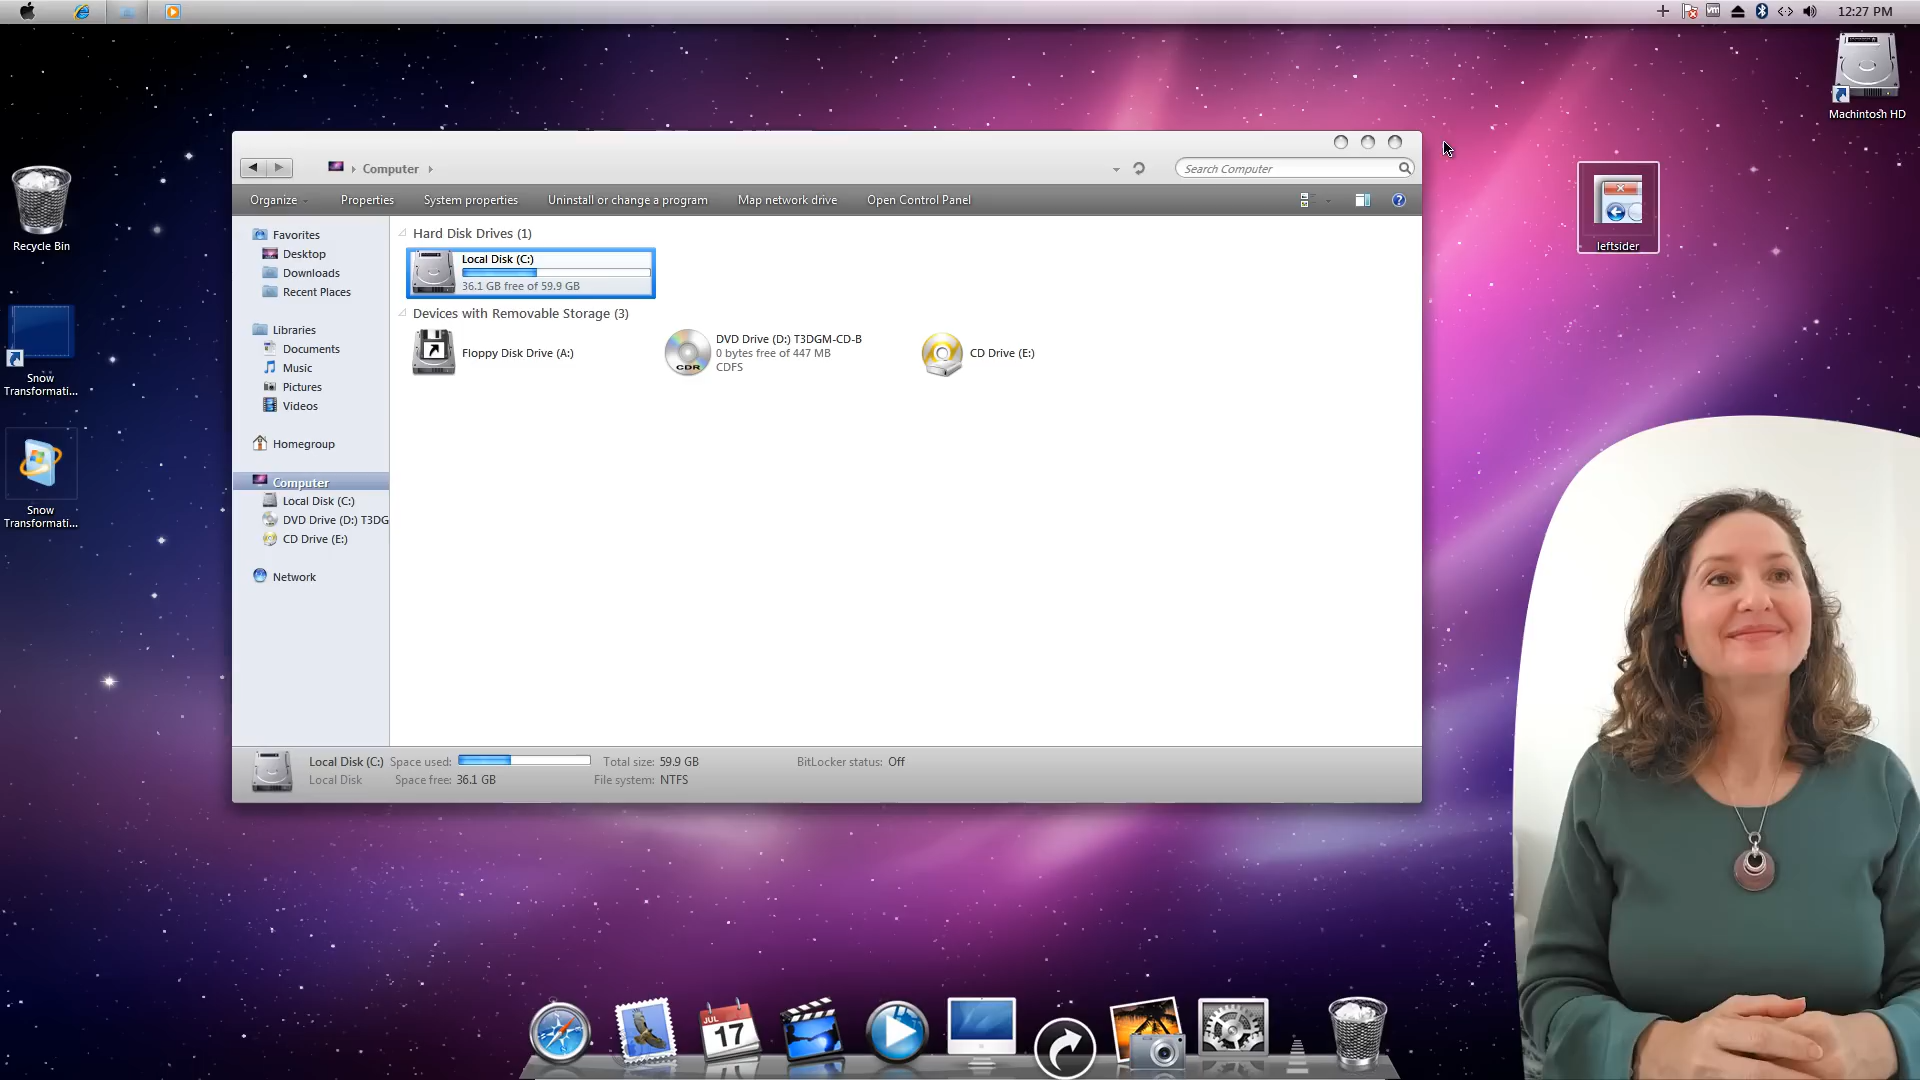 12:27 PM
Machintosh HD
Recycle Bin
Snow
Transformati...
Snow
Transformati...
leftsider
Computer
Search Computer
Organize
Properties
System properties
Uninstall or change a program
Map network drive
Open Control Panel
Favorites
Desktop
Downloads
Recent Places
Libraries
Documents
Music
Pictures
Videos
Homegroup
Computer
Local Disk (C:)
DVD Drive (D:) T3DG
CD Drive (E:)
Network
Hard Disk Drives (1)
Local Disk (C:)
36.1 GB free of 59.9 GB
Devices with Removable Storage (3)
Floppy Disk Drive (A:)
DVD Drive (D:) T3DGM-CD-B
0 bytes free of 447 MB
CDFS
CDR
CD Drive (E:)
Local Disk (C:) Space used: Total size: 59.9 GB BitLocker status: Off
Local Disk Space free: 36.1 GB File system: NTFS
JUL
17